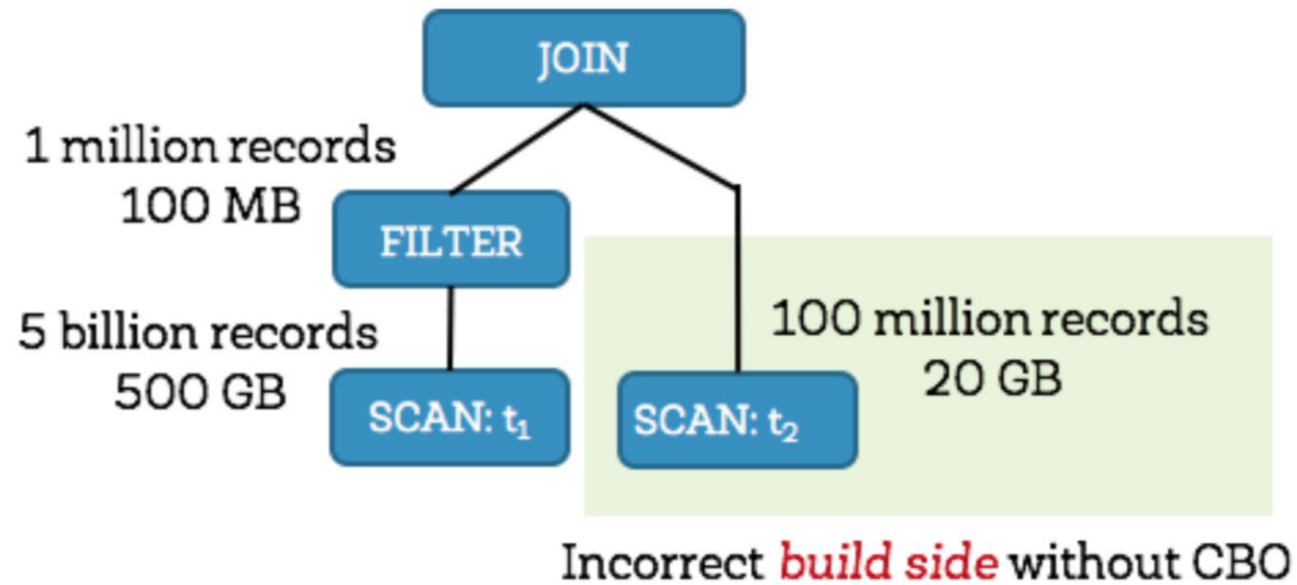 JOIN
1 million records
100 MB
FILTER
5 billion records
500 GB
100 million records
20 GB
SCAN: t₁
SCAN: t₂
Incorrect build side without CBO